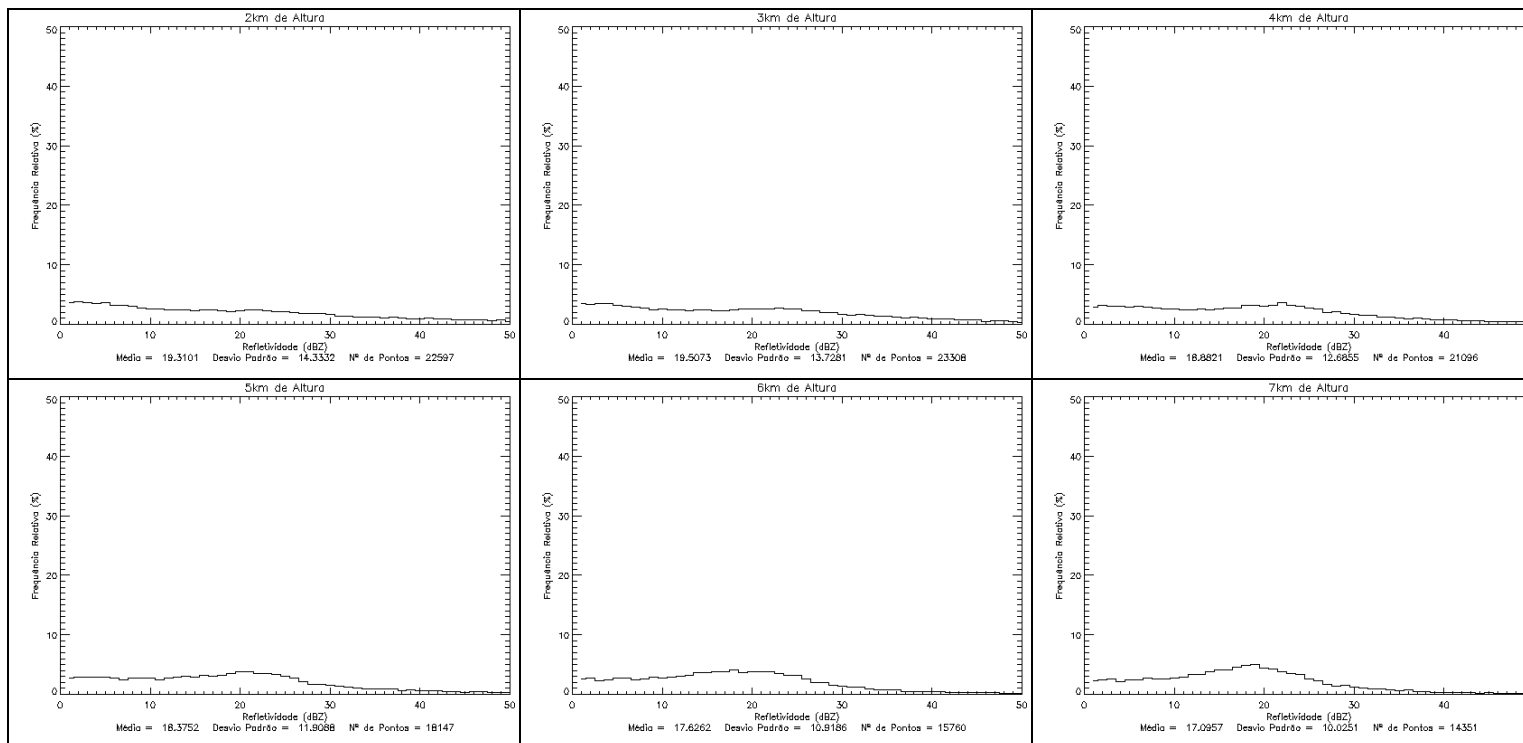 2km de Altura
50
40
30
20
10
0
Frequência Relativa (%)
0 10 20 30 40 50
Refletividade (dBZ)
Média = 19.3101 Desvio Padrão = 14.3332 Nº de Pontos = 22597
3km de Altura
50
40
30
20
10
0
Frequência Relativa (%)
0 10 20 30 40 50
Refletividade (dBZ)
Média = 19.5073 Desvio Padrão = 13.7281 Nº de Pontos = 23308
4km de Altura
50
40
30
20
10
0
Frequência Relativa (%)
0 10 20 30 40
Refletividade (dBZ)
Média = 18.8821 Desvio Padrão = 12.6855 Nº de Pontos = 21096
5km de Altura
50
40
30
20
10
0
Frequência Relativa (%)
0 10 20 30 40 50
Refletividade (dBZ)
Média = 18.3752 Desvio Padrão = 11.9088 Nº de Pontos = 18147
6km de Altura
50
40
30
20
10
0
Frequência Relativa (%)
0 10 20 30 40 50
Refletividade (dBZ)
Média = 17.6262 Desvio Padrão = 10.9186 Nº de Pontos = 15760
7km de Altura
50
40
30
20
10
0
Frequência Relativa (%)
0 10 20 30 40
Refletividade (dBZ)
Média = 17.0957 Desvio Padrão = 10.0251 Nº de Pontos = 14351